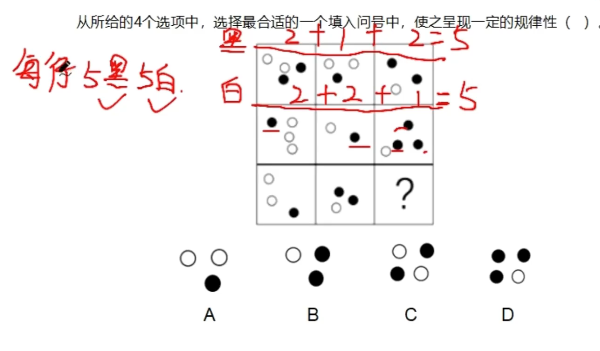 从所给的4个选项中，选择最合适的一个填入问号中，使之呈现一定的规律性（ ）。
黑 2+1+2=5
每行5黑5白.
白 2+2+1=5
?
A B C D